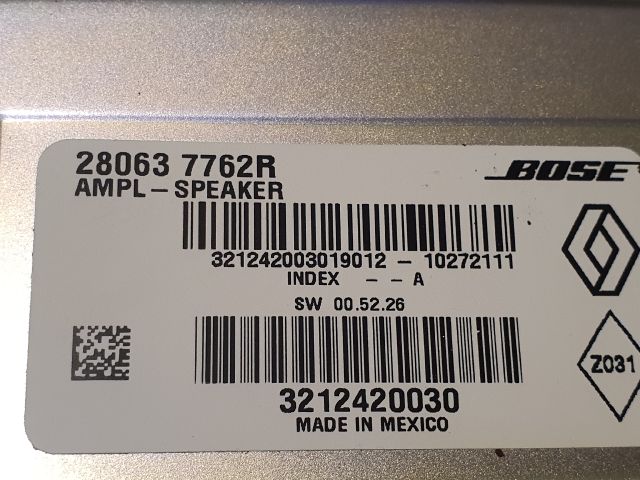 28063 7762R
BOSE
AMPL-SPEAKER
321242003019012 - 10272111
INDEX - - A
SW 00.52.26
Z031
3212420030
MADE IN MEXICO